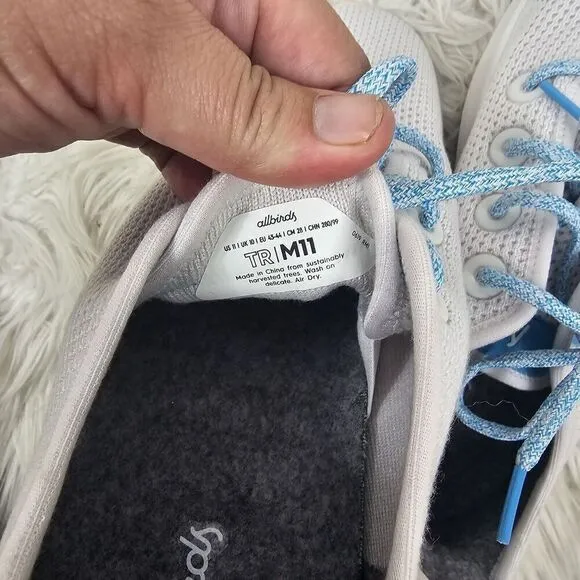 allbirds
US 11 | UK 10 | EU 43-44 | CM 28 | CHN 280/99
TR | M11
Made in China from sustainably
harvested trees. Wash on
delicate. Air Dry.
allbirds